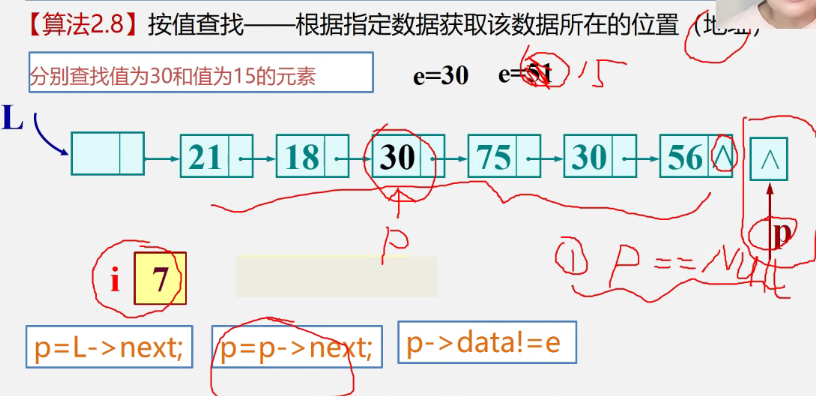 【算法2.8】按值查找——根据指定数据获取该数据所在的位置（地址）
分别查找值为30和值为15的元素
e=30 e=51 15
L
21 18 30 75 30 56 ∧ ∧
p
P
① P==Null
i 7
p=L->next;
p=p->next;
p->data!=e